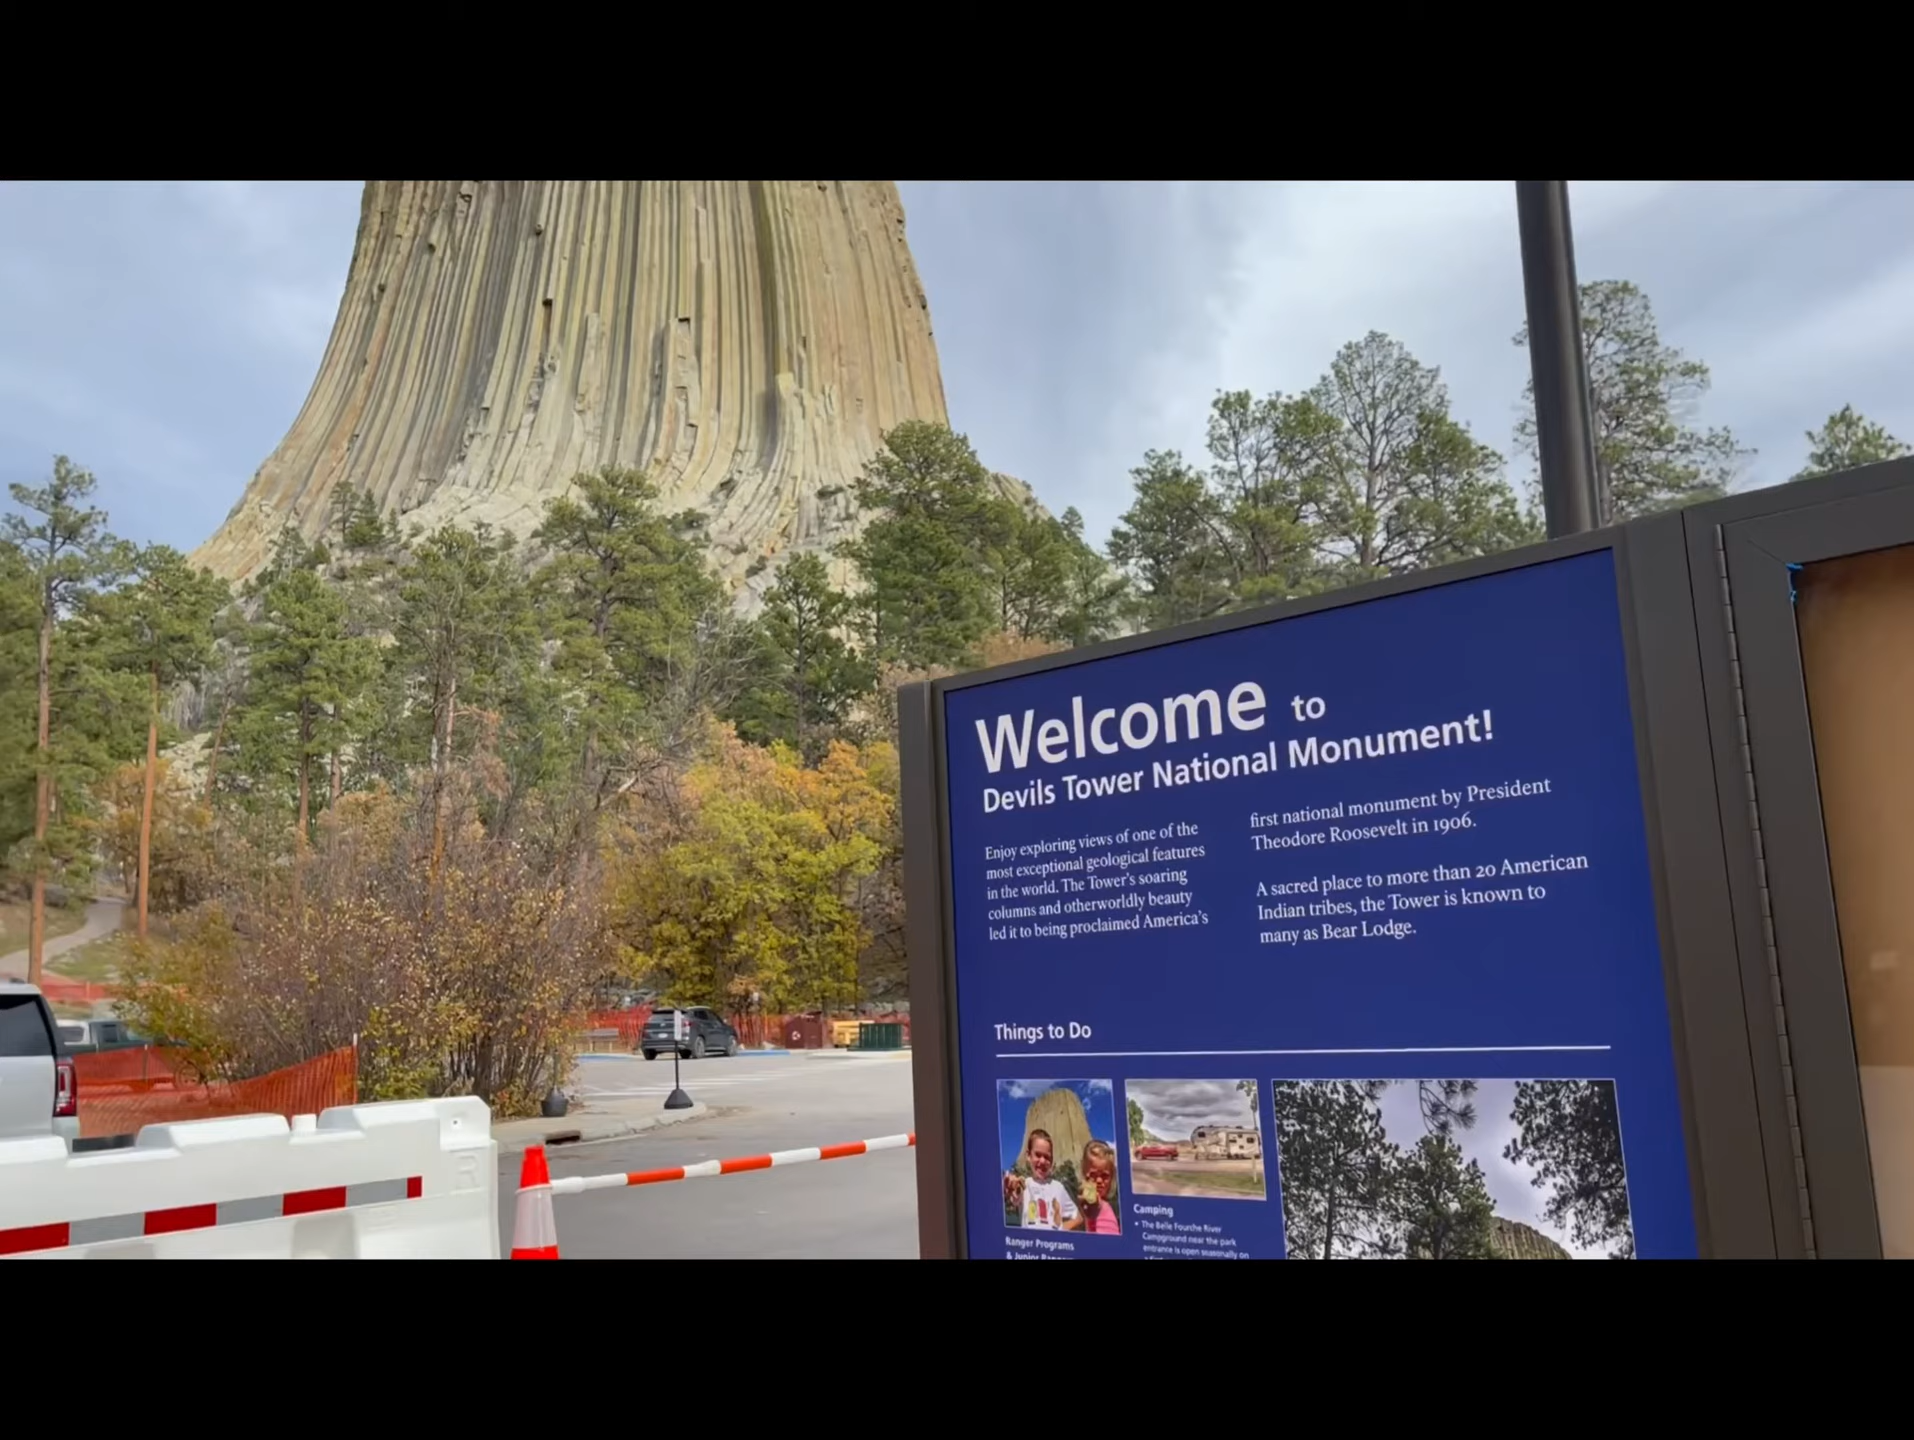 Welcome to
Devils Tower National Monument!
Enjoy exploring views of one of the
most exceptional geological features
in the world. The Tower's soaring
columns and otherworldly beauty
led it to being proclaimed America's
first national monument by President
Theodore Roosevelt in 1906.
A sacred place to more than 20 American
Indian tribes, the Tower is known to
many as Bear Lodge.
Things to Do
Ranger Programs
& Junior
Camping
• The Belle Fourche River
Campground near the park
entrance is open seasonally on